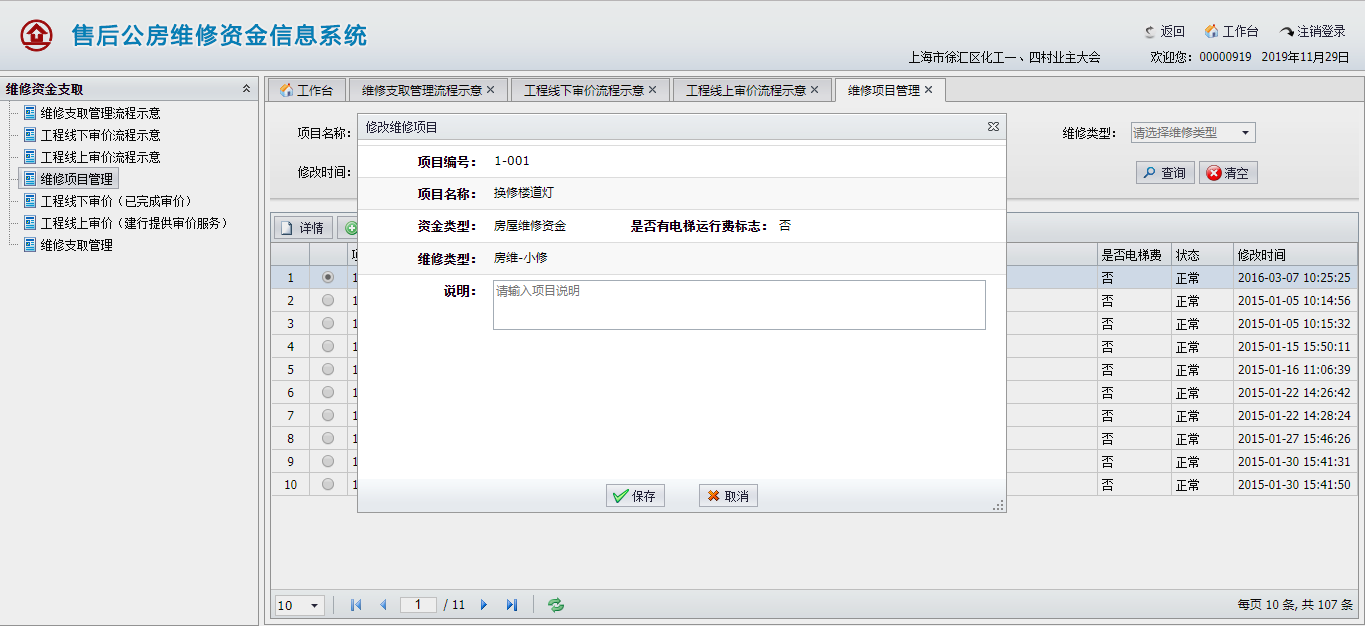 售后公房维修资金信息系统
返回 工作台 注销登录
上海市徐汇区化工一、四村业主大会 欢迎您: 00000919 2019年11月29日
维修资金支取
维修支取管理流程示意
工程线下审价流程示意
工程线上审价流程示意
维修项目管理
工程线下审价（已完成审价）
工程线上审价（建行提供审价服务）
维修支取管理
工作台 维修支取管理流程示意 × 工程线下审价流程示意 × 工程线上审价流程示意 × 维修项目管理 ×
项目名称: 维修类型: 请选择维修类型
修改时间: 查询 清空
修改维修项目
项目编号: 1-001
项目名称: 换修楼道灯
资金类型: 房屋维修资金 是否有电梯运行费标志: 否
维修类型: 房维-小修
说明: 请输入项目说明
保存 取消
详情
是否电梯费 状态 修改时间
1 1 否 正常 2016-03-07 10:25:25
2 1 否 正常 2015-01-05 10:14:56
3 1 否 正常 2015-01-05 10:15:32
4 1 否 正常 2015-01-15 15:50:11
5 1 否 正常 2015-01-16 11:06:39
6 1 否 正常 2015-01-22 14:26:42
7 1 否 正常 2015-01-22 14:28:24
8 1 否 正常 2015-01-27 15:46:26
9 1 否 正常 2015-01-30 15:41:31
10 1 否 正常 2015-01-30 15:41:50
10 1 / 11 每页 10 条, 共 107 条